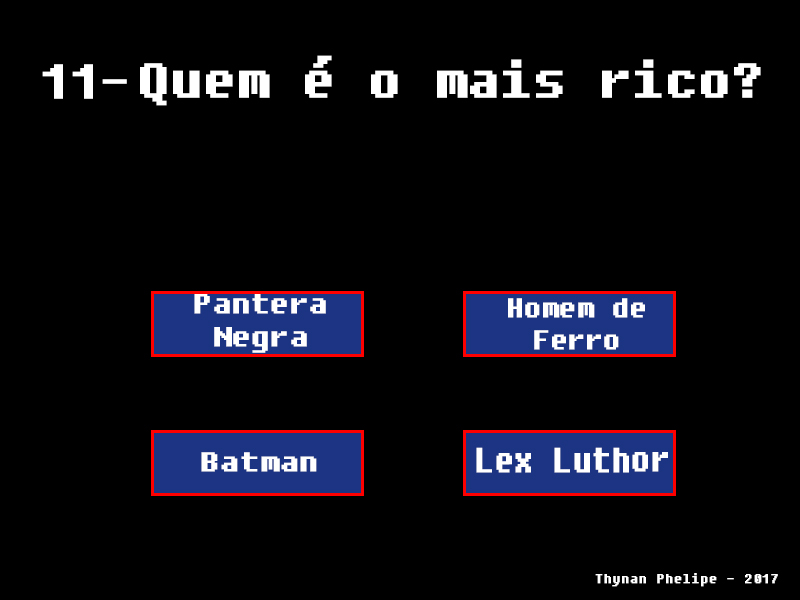 11-Quem é o mais rico?
Pantera
Negra
Homem de
Ferro
Batman
Lex Luthor
Thynan Phelipe - 2017